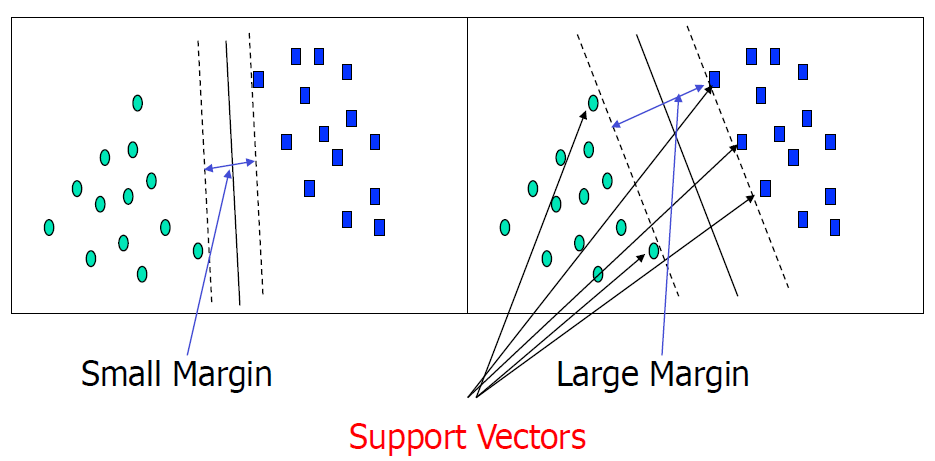 Small Margin
Large Margin
Support Vectors